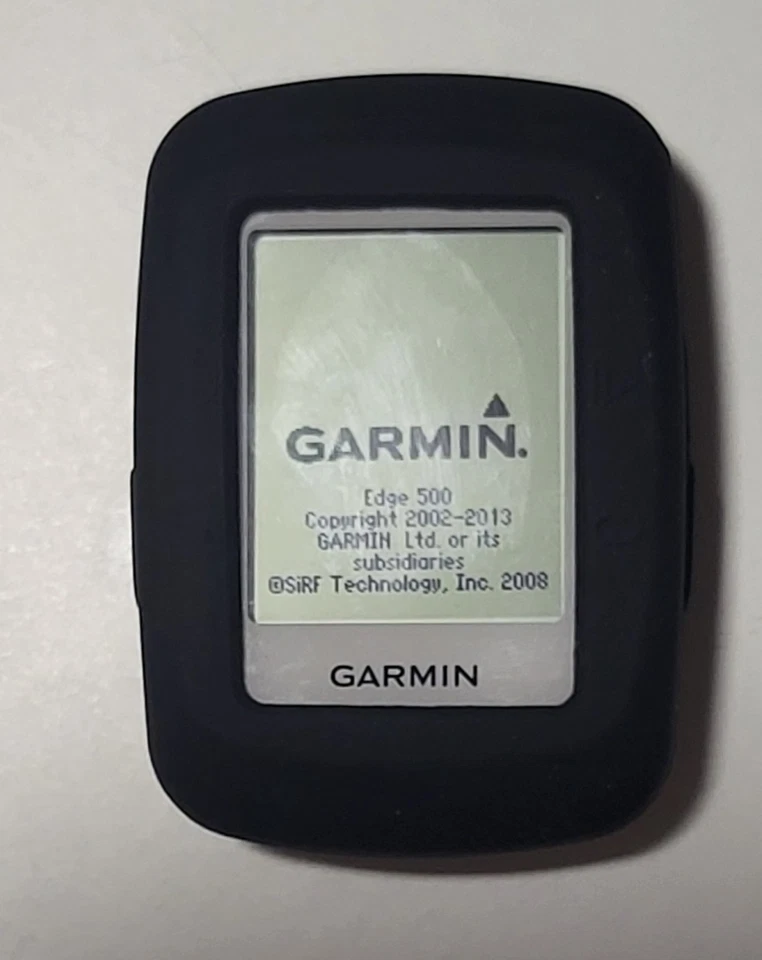 GARMIN.
Edge 500
Copyright 2002-2013
GARMIN Ltd. or its
subsidiaries
©SiRF Technology, Inc. 2008
GARMIN